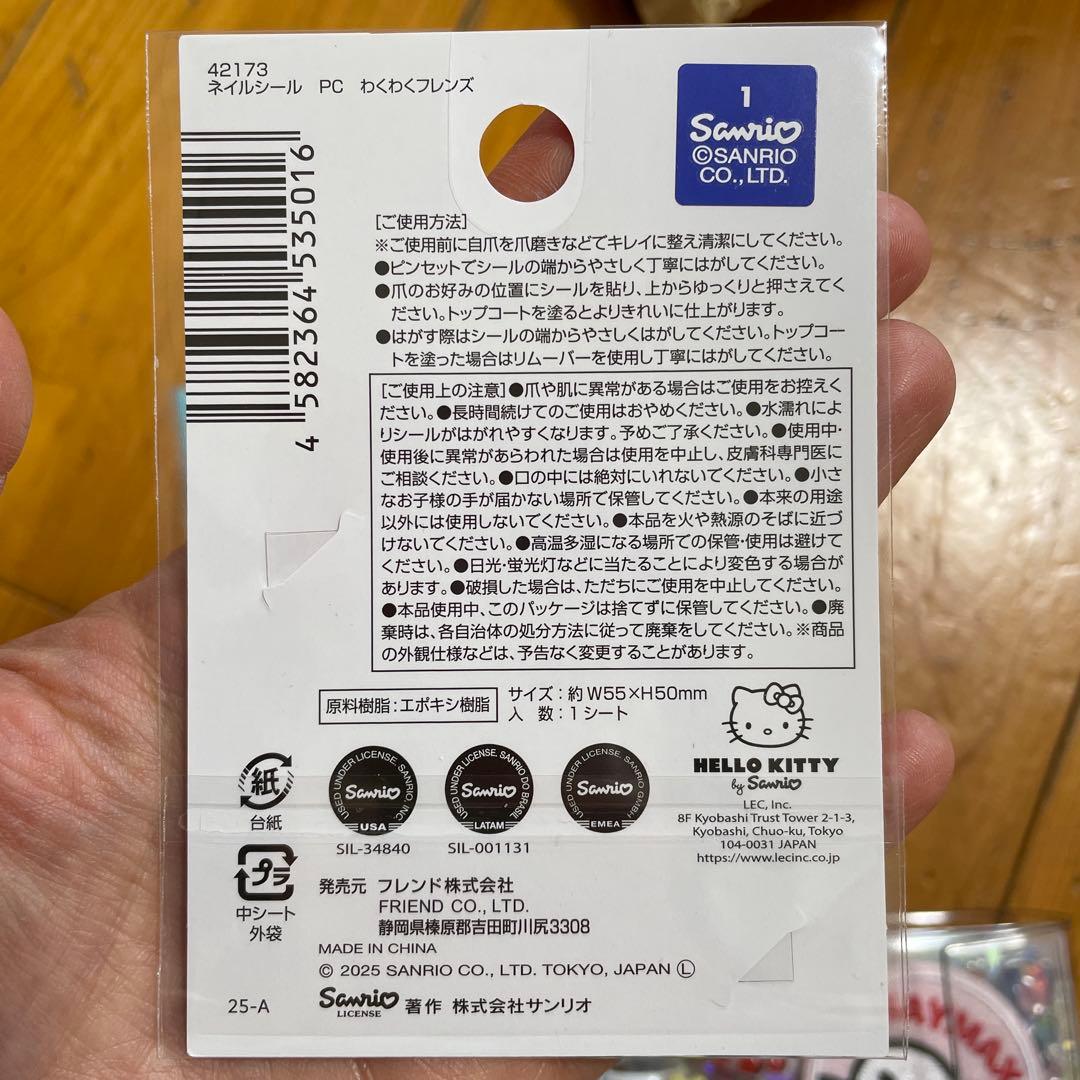 42173
ネイルシール PC わくわくフレンズ
1
Sanrio
©SANRIO
CO.,LTD.
4 582364 535016
[ご使用方法]
※ご使用前に自爪を爪磨きなどでキレイに整え清潔にしてください。
●ピンセットでシールの端からやさしく丁寧にはがしてください。
●爪のお好みの位置にシールを貼り、上からゆっくりと押さえてく
ださい。トップコートを塗るとよりきれいに仕上がります。
●はがす際はシールの端からやさしくはがしてください。トップコー
トを塗った場合はリムーバーを使用し丁寧にはがしてください。
[ご使用上の注意]●爪や肌に異常がある場合はご使用をお控えく
ださい。●長時間続けてのご使用はおやめください。●水濡れによ
りシールがはがれやすくなります。予めご了承ください。●使用中・
使用後に異常があらわれた場合は使用を中止し、皮膚科専門医に
ご相談ください。●口の中には絶対にいれないでください。●小さ
なお子様の手が届かない場所で保管してください。●本来の用途
以外には使用しないでください。●本品を火や熱源のそばに近づ
けないでください。●高温多湿になる場所での保管・使用は避けて
ください。●日光・蛍光灯などに当たることにより変色する場合が
あります。●破損した場合は、ただちにご使用を中止してください。
●本品使用中、このパッケージは捨てずに保管してください。●廃
棄時は、各自治体の処分方法に従って廃棄をしてください。※商品
の外観仕様などは、予告なく変更することがあります。
原料樹脂:エポキシ樹脂
サイズ:約W55×H50mm
入 数:1シート
HELLO KITTY
by Sanrio
LEC, Inc.
8F Kyobashi Trust Tower 2-1-3,
Kyobashi, Chuo-ku, Tokyo
104-0031 JAPAN
https://www.lecinc.co.jp
紙
台紙
USED UNDER LICENSE. SANRIO, INC.
Sanrio
USA
SIL-34840
USED UNDER LICENSE. SANRIO DO BRASIL
Sanrio
LATAM
SIL-001131
USED UNDER LICENSE. SANRIO GMBH
Sanrio
EMEA
プラ
中シート
外袋
発売元 フレンド株式会社
FRIEND CO., LTD.
静岡県榛原郡吉田町川尻3308
MADE IN CHINA
© 2025 SANRIO CO., LTD. TOKYO, JAPAN Ⓛ
25-A
Sanrio
LICENSE
著作 株式会社サンリオ